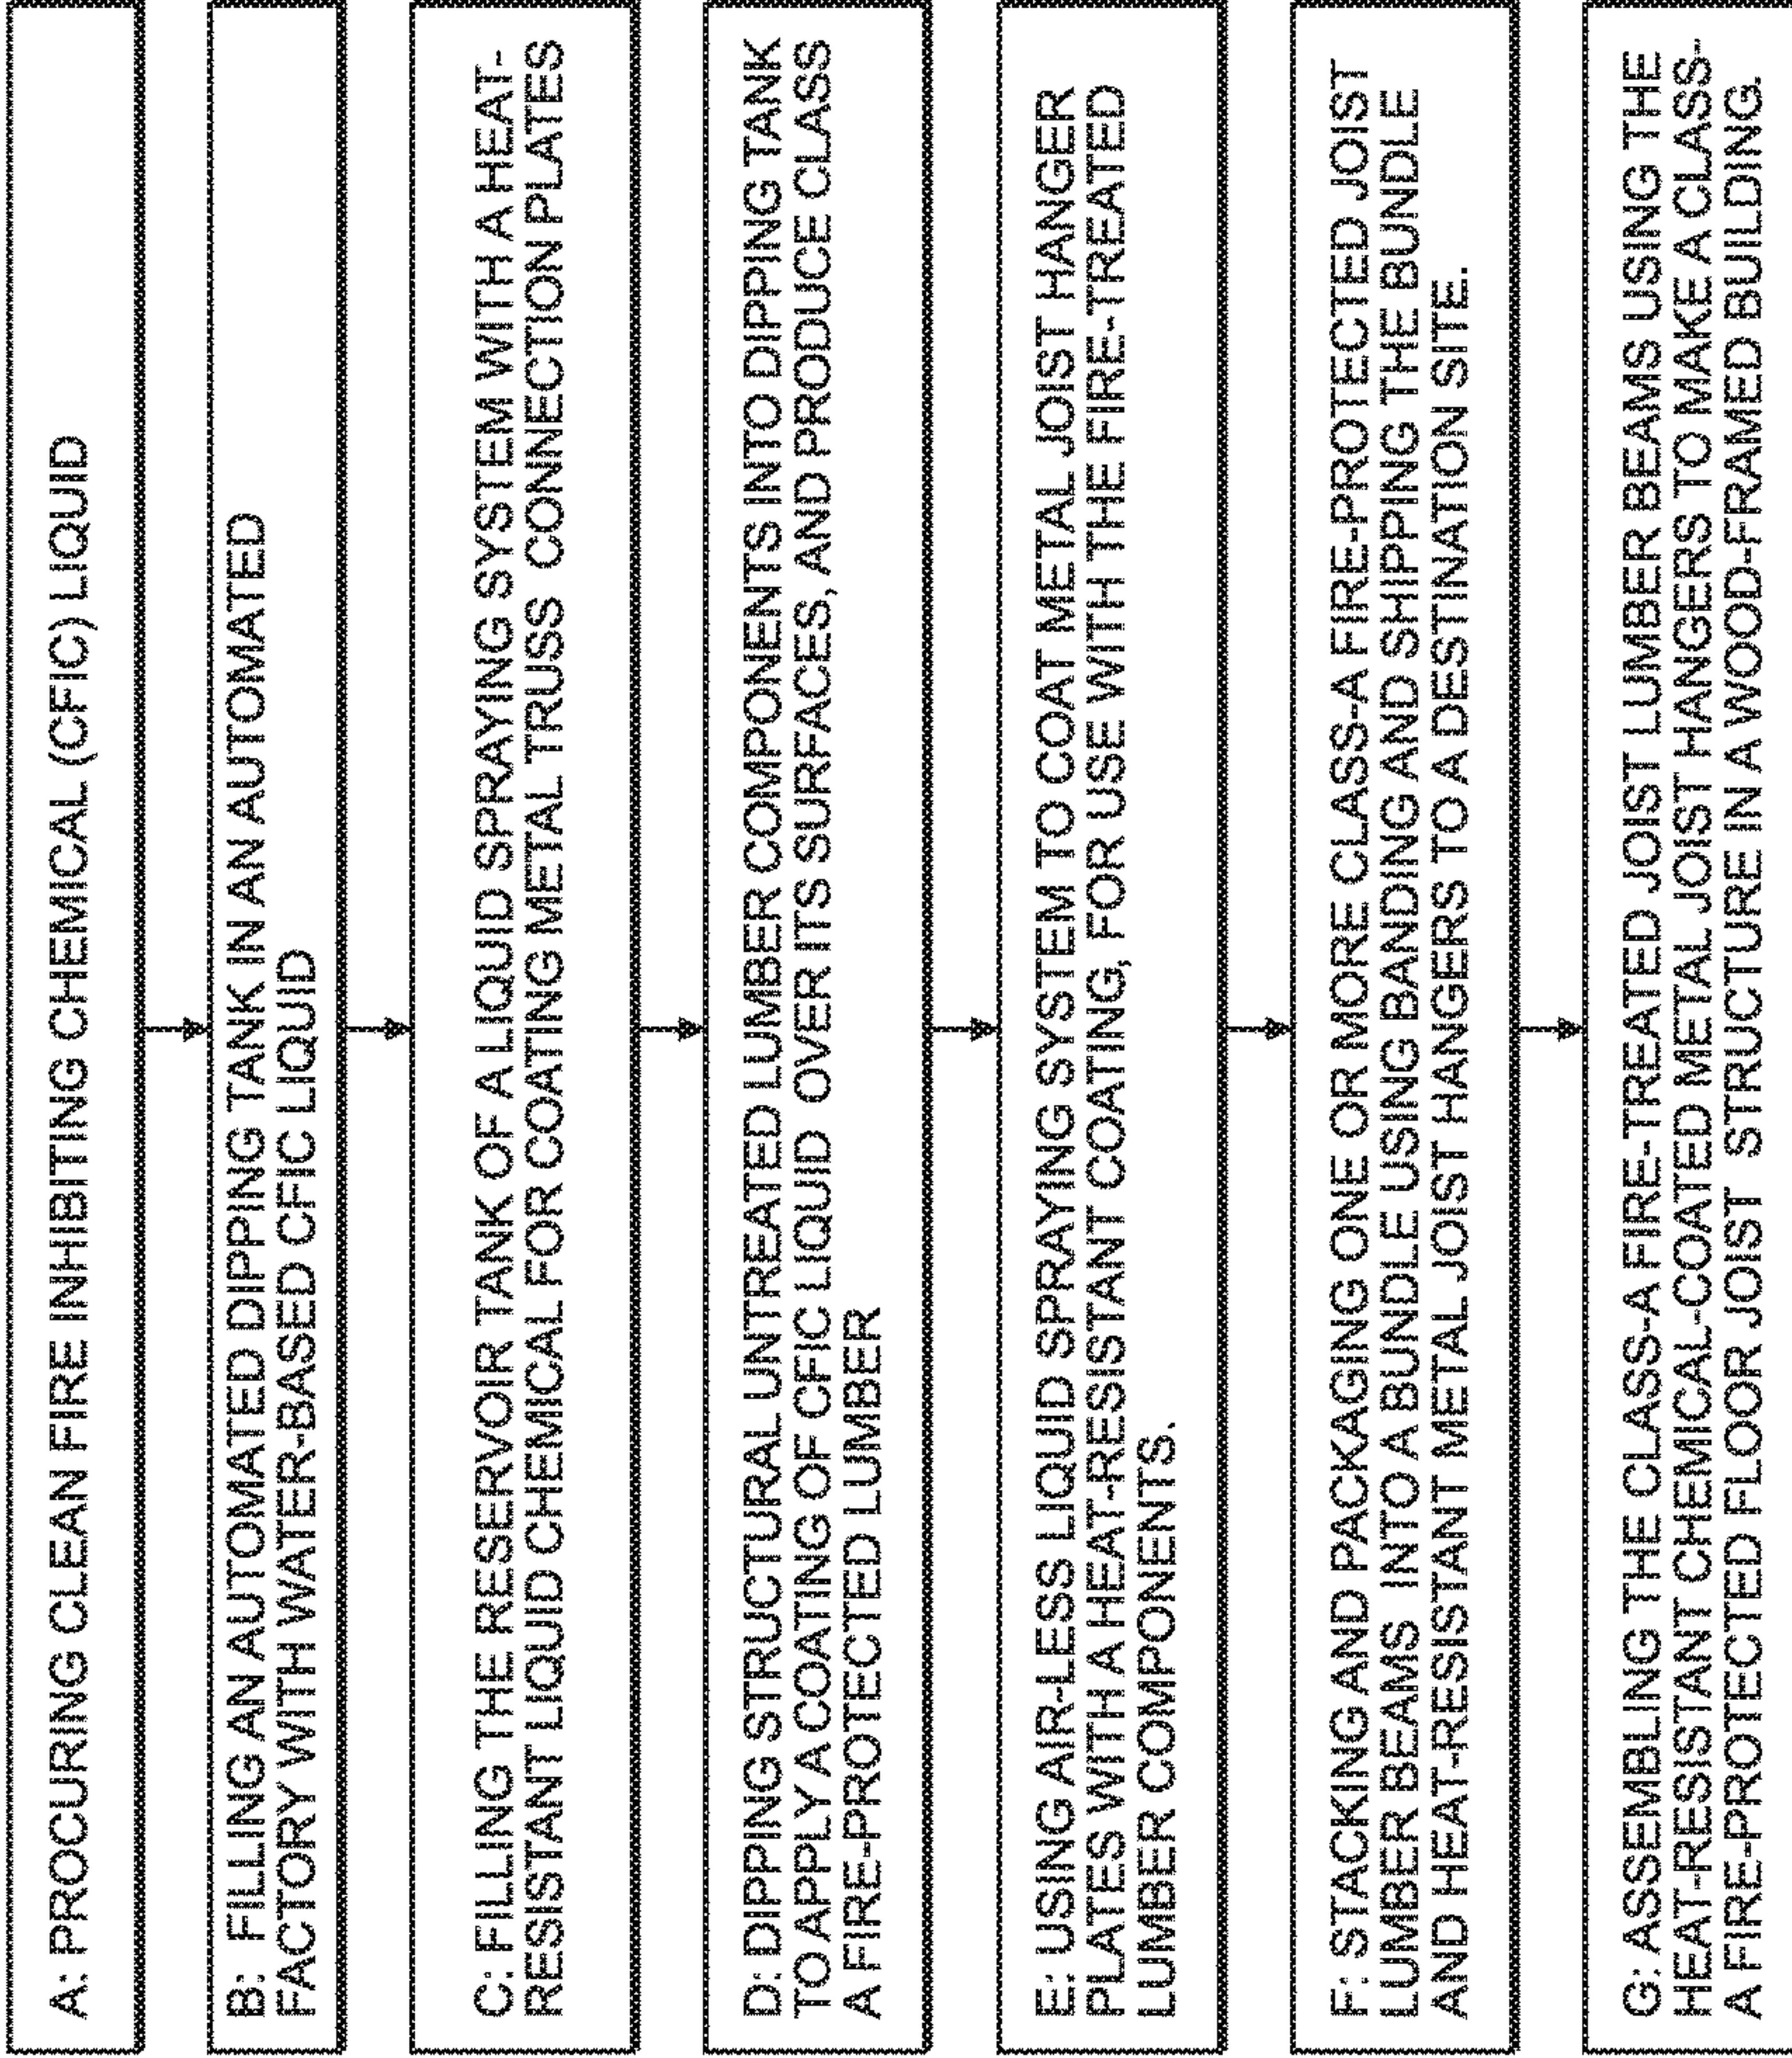 A: PROCURING CLEAN FIRE INHIBITING CHEMICAL (CFIC) LIQUID
B: FILLING AN AUTOMATED DIPPING TANK IN AN AUTOMATED
FACTORY WITH WATER-BASED CFIC LIQUID
C: FILLING THE RESERVOIR TANK OF A LIQUID SPRAYING SYSTEM WITH A HEAT-
RESISTANT LIQUID CHEMICAL FOR COATING METAL TRUSS CONNECTION PLATES
D: DIPPING STRUCTURAL UNTREATED LUMBER COMPONENTS INTO DIPPING TANK
TO APPLY A COATING OF CFIC LIQUID OVER ITS SURFACES, AND PRODUCE CLASS
A FIRE-PROTECTED LUMBER
E: USING AIR-LESS LIQUID SPRAYING SYSTEM TO COAT METAL JOIST HANGER
PLATES WITH A HEAT-RESISTANT COATING, FOR USE WITH THE FIRE-TREATED
LUMBER COMPONENTS.
F: STACKING AND PACKAGING ONE OR MORE CLASS-A FIRE-PROTECTED JOIST
LUMBER BEAMS INTO A BUNDLE USING BANDING AND SHIPPING THE BUNDLE
AND HEAT-RESISTANT METAL JOIST HANGERS TO A DESTINATION SITE.
G: ASSEMBLING THE CLASS-A FIRE-TREATED JOIST LUMBER BEAMS USING THE
HEAT-RESISTANT CHEMICAL-COATED METAL JOIST HANGERS TO MAKE A CLASS-
A FIRE-PROTECTED FLOOR JOIST STRUCTURE IN A WOOD-FRAMED BUILDING.